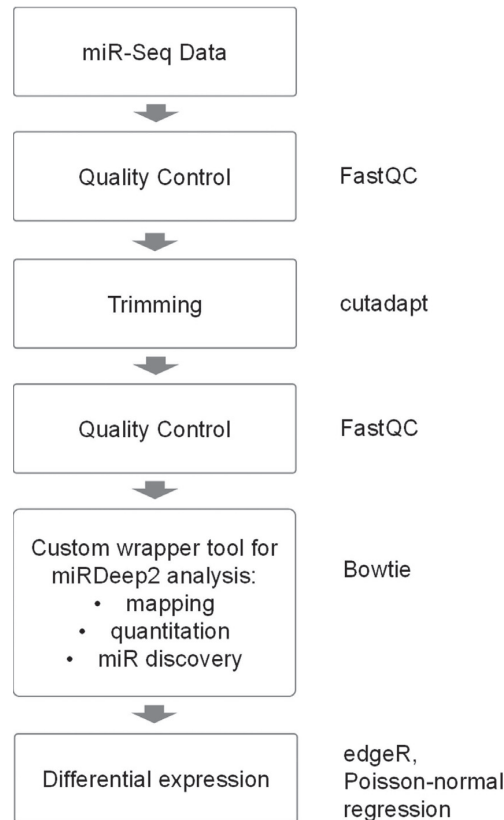 miR-Seq Data
Quality Control
FastQC
Trimming
cutadapt
Quality Control
FastQC
Custom wrapper tool for
miRDeep2 analysis:
• mapping
• quantitation
• miR discovery
Bowtie
Differential expression
edgeR,
Poisson-normal
regression